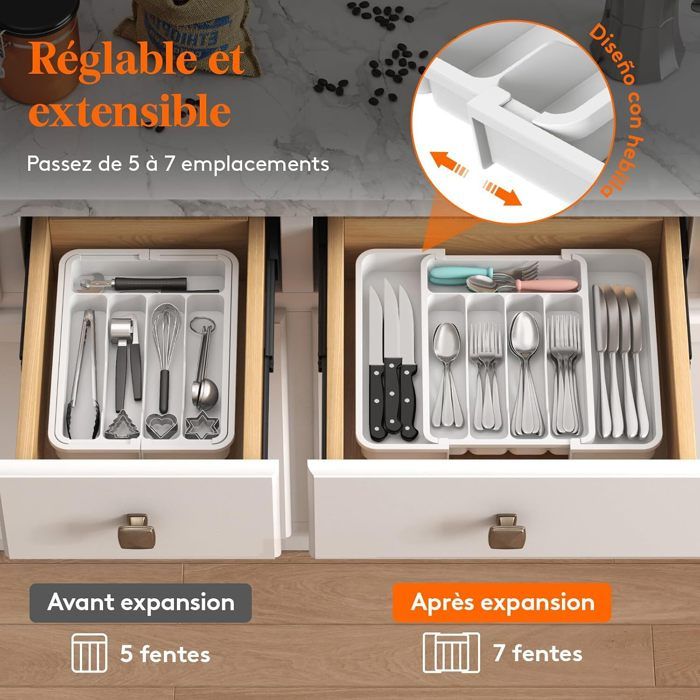 Réglable et
extensible
Passez de 5 à 7 emplacements
ETHIOPIA
Diseño con hebilla
Avant expansion
Après expansion
5 fentes
7 fentes